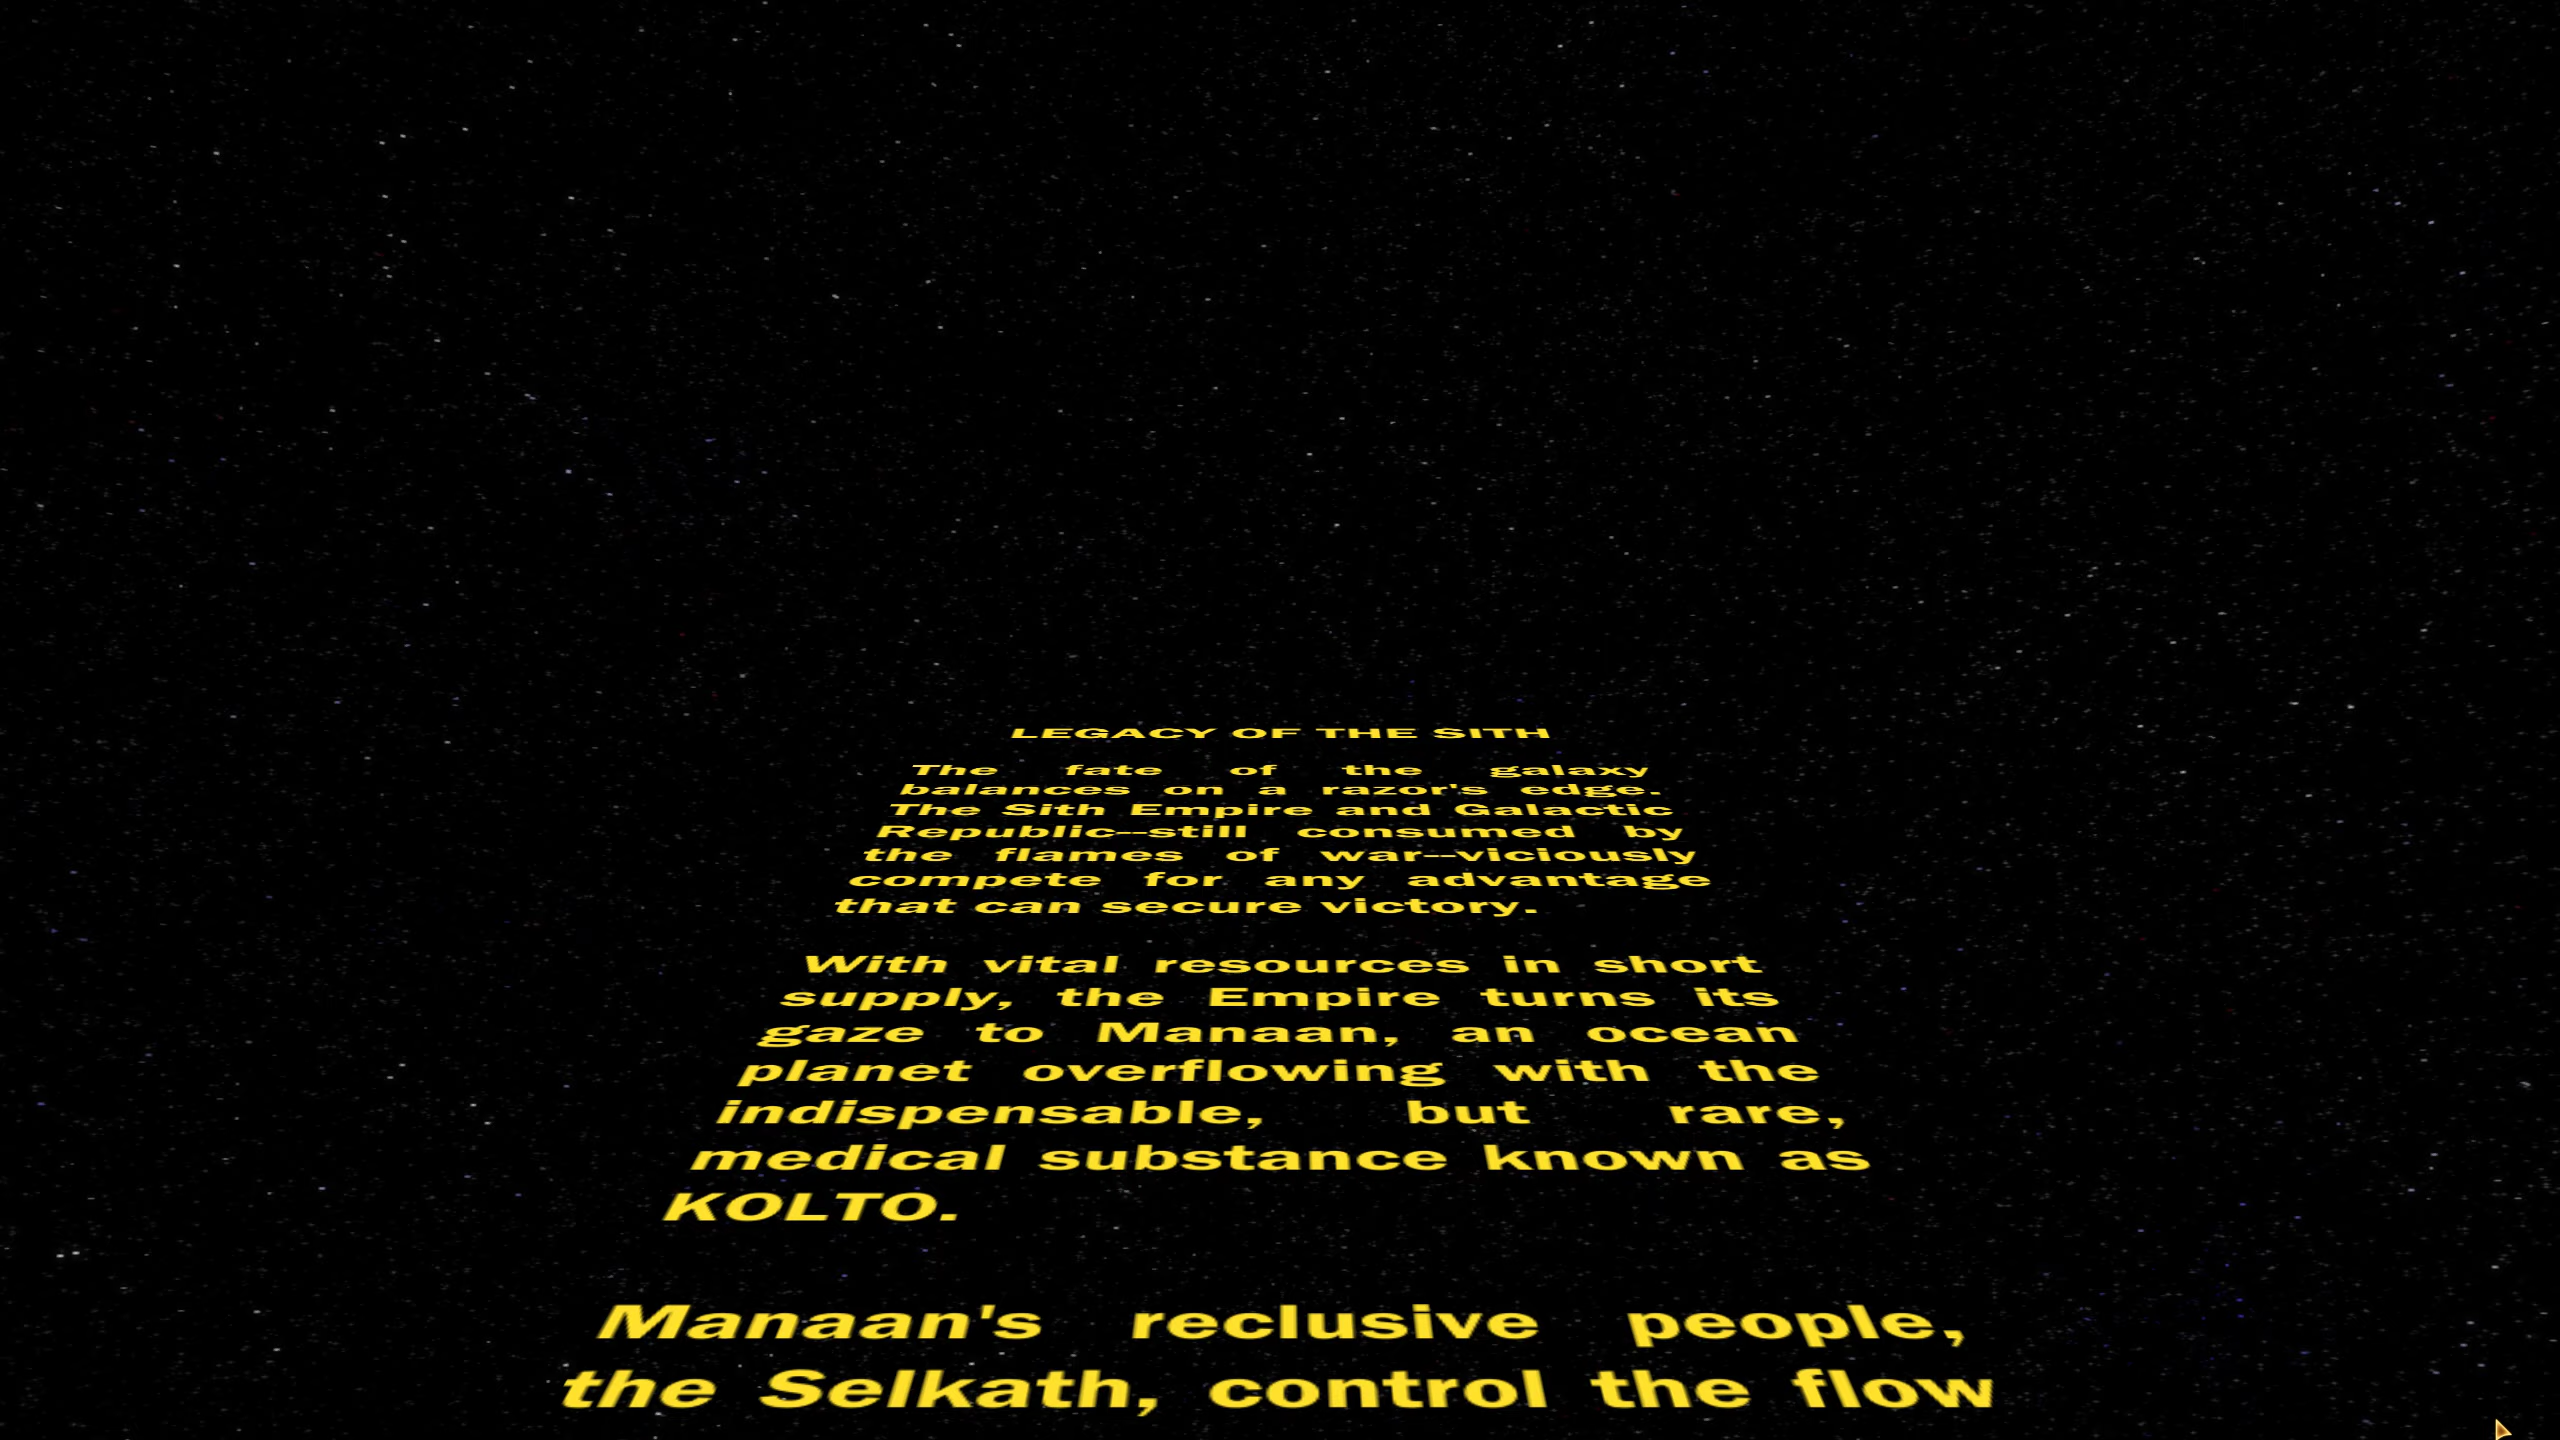 LEGACY OF THE SITH
The fate of the galaxy
balances on a razor's edge.
The Sith Empire and Galactic
Republic--still consumed by
the flames of war--viciously
compete for any advantage
that can secure victory.
With vital resources in short
supply, the Empire turns its
gaze to Manaan, an ocean
planet overflowing with the
indispensable, but rare,
medical substance known as
KOLTO.
Manaan's reclusive people,
the Selkath, control the flow